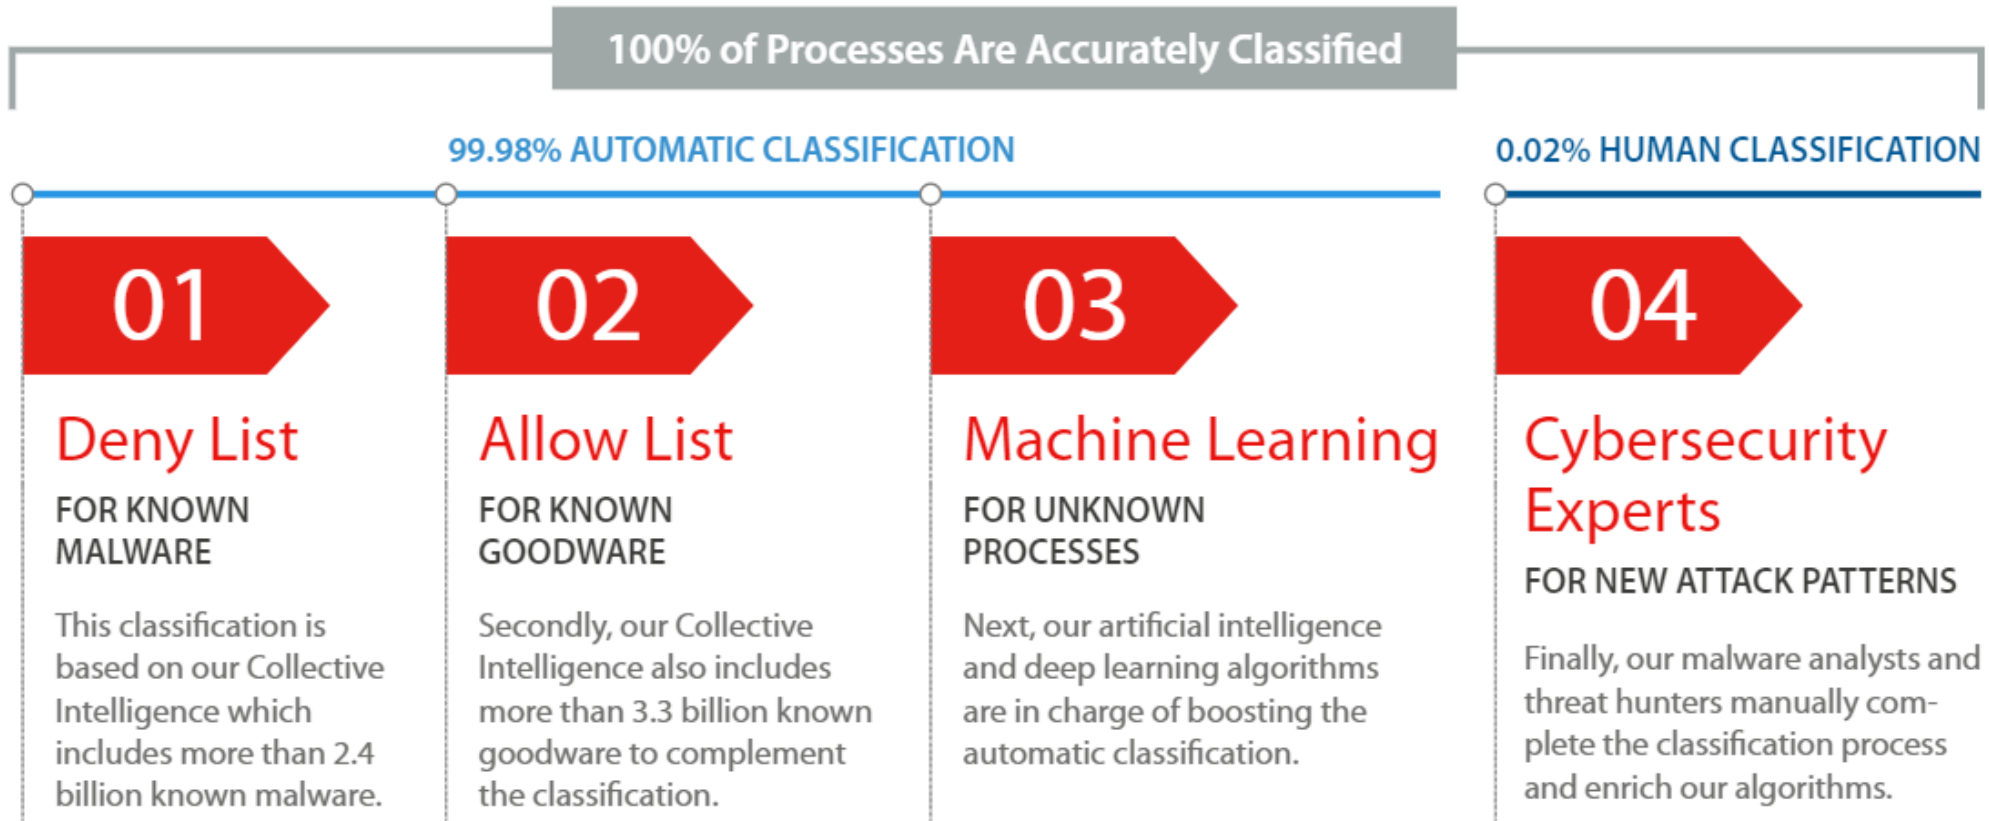 100% of Processes Are Accurately Classified
99.98% AUTOMATIC CLASSIFICATION
0.02% HUMAN CLASSIFICATION
01
Deny List
FOR KNOWN
MALWARE
This classification is
based on our Collective
Intelligence which
includes more than 2.4
billion known malware.
02
Allow List
FOR KNOWN
GOODWARE
Secondly, our Collective
Intelligence also includes
more than 3.3 billion known
goodware to complement
the classification.
03
Machine Learning
FOR UNKNOWN
PROCESSES
Next, our artificial intelligence
and deep learning algorithms
are in charge of boosting the
automatic classification.
04
Cybersecurity
Experts
FOR NEW ATTACK PATTERNS
Finally, our malware analysts and
threat hunters manually com-
plete the classification process
and enrich our algorithms.